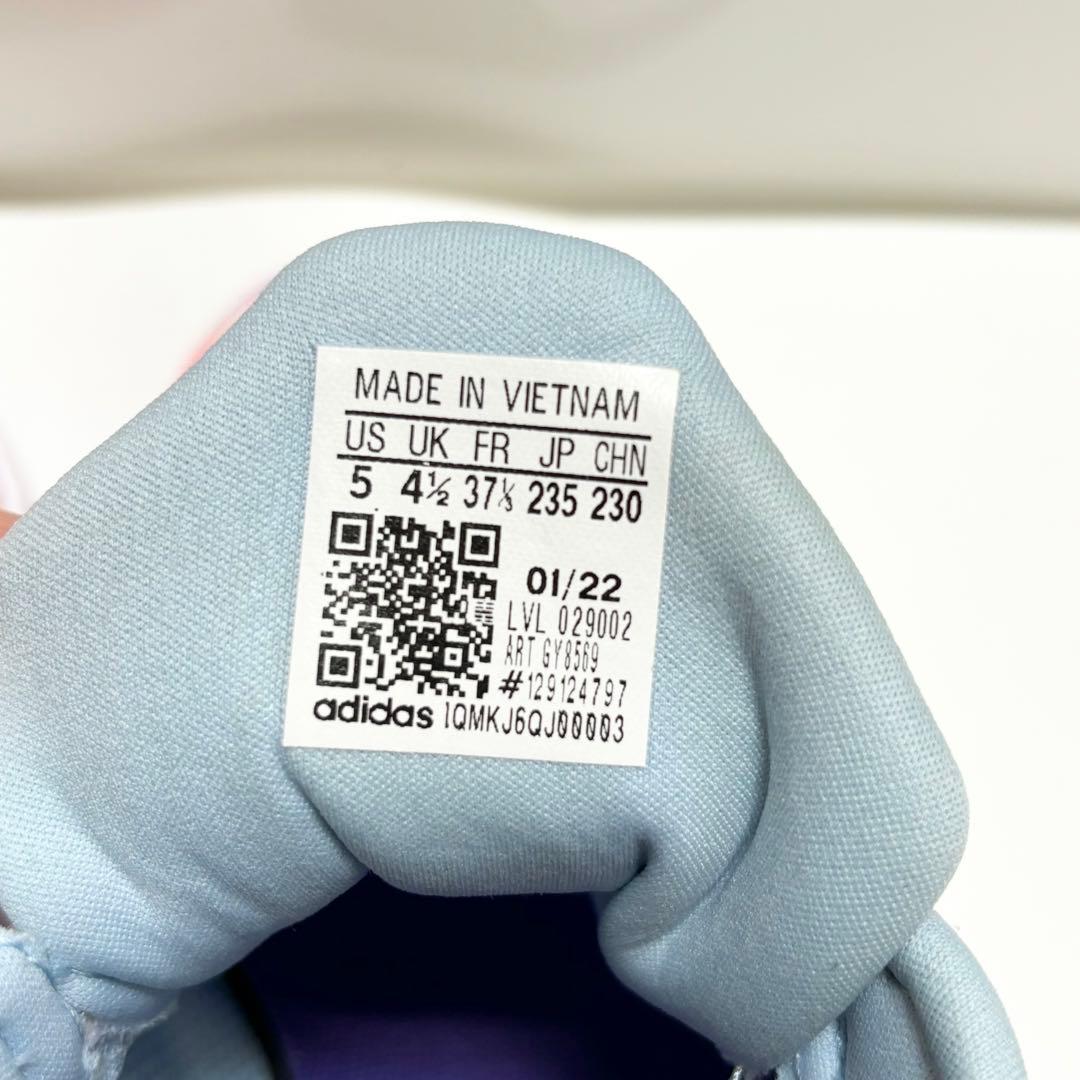 MADE IN VIETNAM
US UK FR JP CHN
5 4½ 37⅓ 235 230
01/22
LVL 029002
ART GY8569
#129124797
adidas 1QMKJ6QJ00003